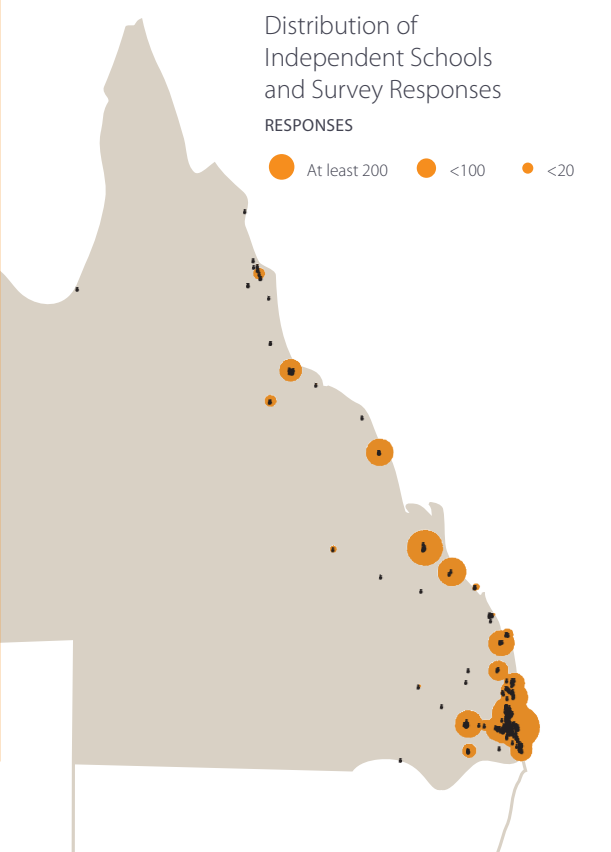 Distribution of
Independent Schools
and Survey Responses
RESPONSES
At least 200 <100 <20